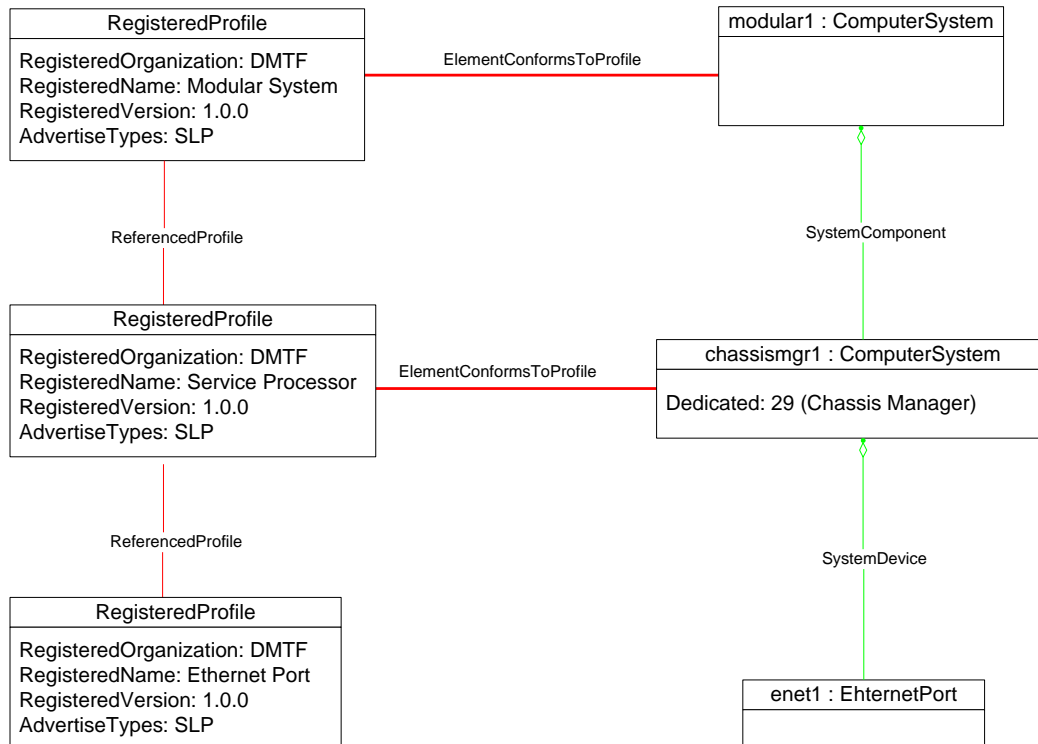 RegisteredProfile
RegisteredOrganization: DMTF
RegisteredName: Modular System
RegisteredVersion: 1.0.0
AdvertiseTypes: SLP
ElementConformsToProfile
modular1 : ComputerSystem
ReferencedProfile
SystemComponent
RegisteredProfile
RegisteredOrganization: DMTF
RegisteredName: Service Processor
RegisteredVersion: 1.0.0
AdvertiseTypes: SLP
ElementConformsToProfile
chassismgr1 : ComputerSystem
Dedicated: 29 (Chassis Manager)
ReferencedProfile
SystemDevice
RegisteredProfile
RegisteredOrganization: DMTF
RegisteredName: Ethernet Port
RegisteredVersion: 1.0.0
AdvertiseTypes: SLP
enet1 : EhternetPort